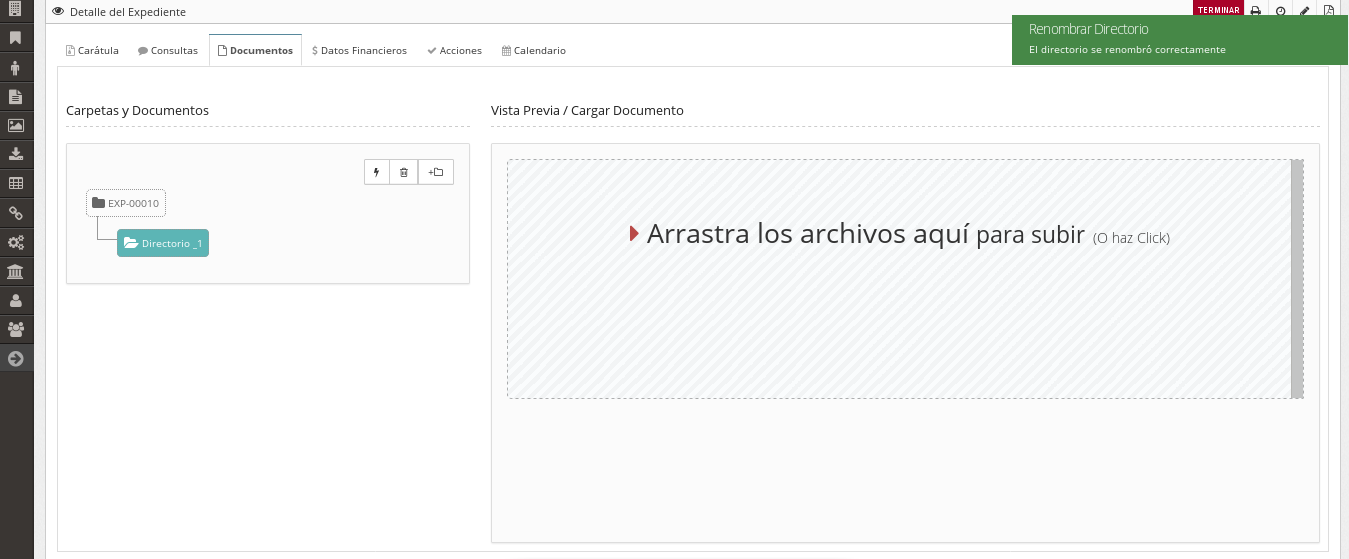 Detalle del Expediente
TERMINAR
Renombrar Directorio
El directorio se renombró correctamente
Carátula Consultas Documentos Datos Financieros Acciones Calendario
Carpetas y Documentos
Vista Previa / Cargar Documento
EXP-00010
Directorio _1
Arrastra los archivos aquí para subir (O haz Click)